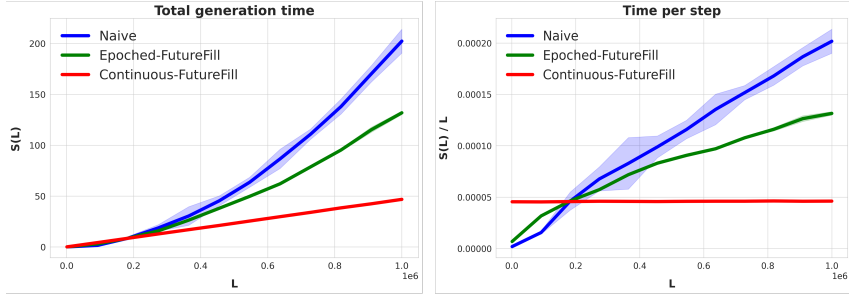 Total generation time
Naive
Epoched-FutureFill
Continuous-FutureFill
S(L)
200
150
100
50
0
0.0
0.2
0.4
0.6
0.8
1.0
1e6
L
Time per step
Naive
Epoched-FutureFill
Continuous-FutureFill
S(L) / L
0.00020
0.00015
0.00010
0.00005
0.00000
0.0
0.2
0.4
0.6
0.8
1.0
1e6
L